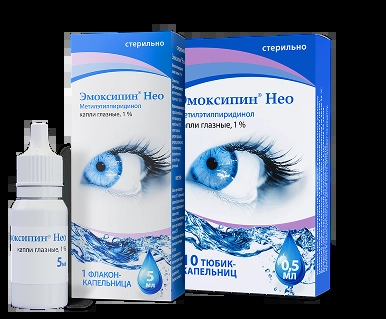 стерильно
Эмоксипин® Нео
Метилэтилпиридинол
капли глазные, 1 %
1 ФЛАКОН-
КАПЕЛЬНИЦА
5
МЛ
стерильно
Эмоксипин® Нео
Метилэтилпиридинол
капли глазные, 1 %
10 ТЮБИК-
КАПЕЛЬНИЦ
0,5
МЛ
моксипин® Нео
капли глазные, 1%
5мл